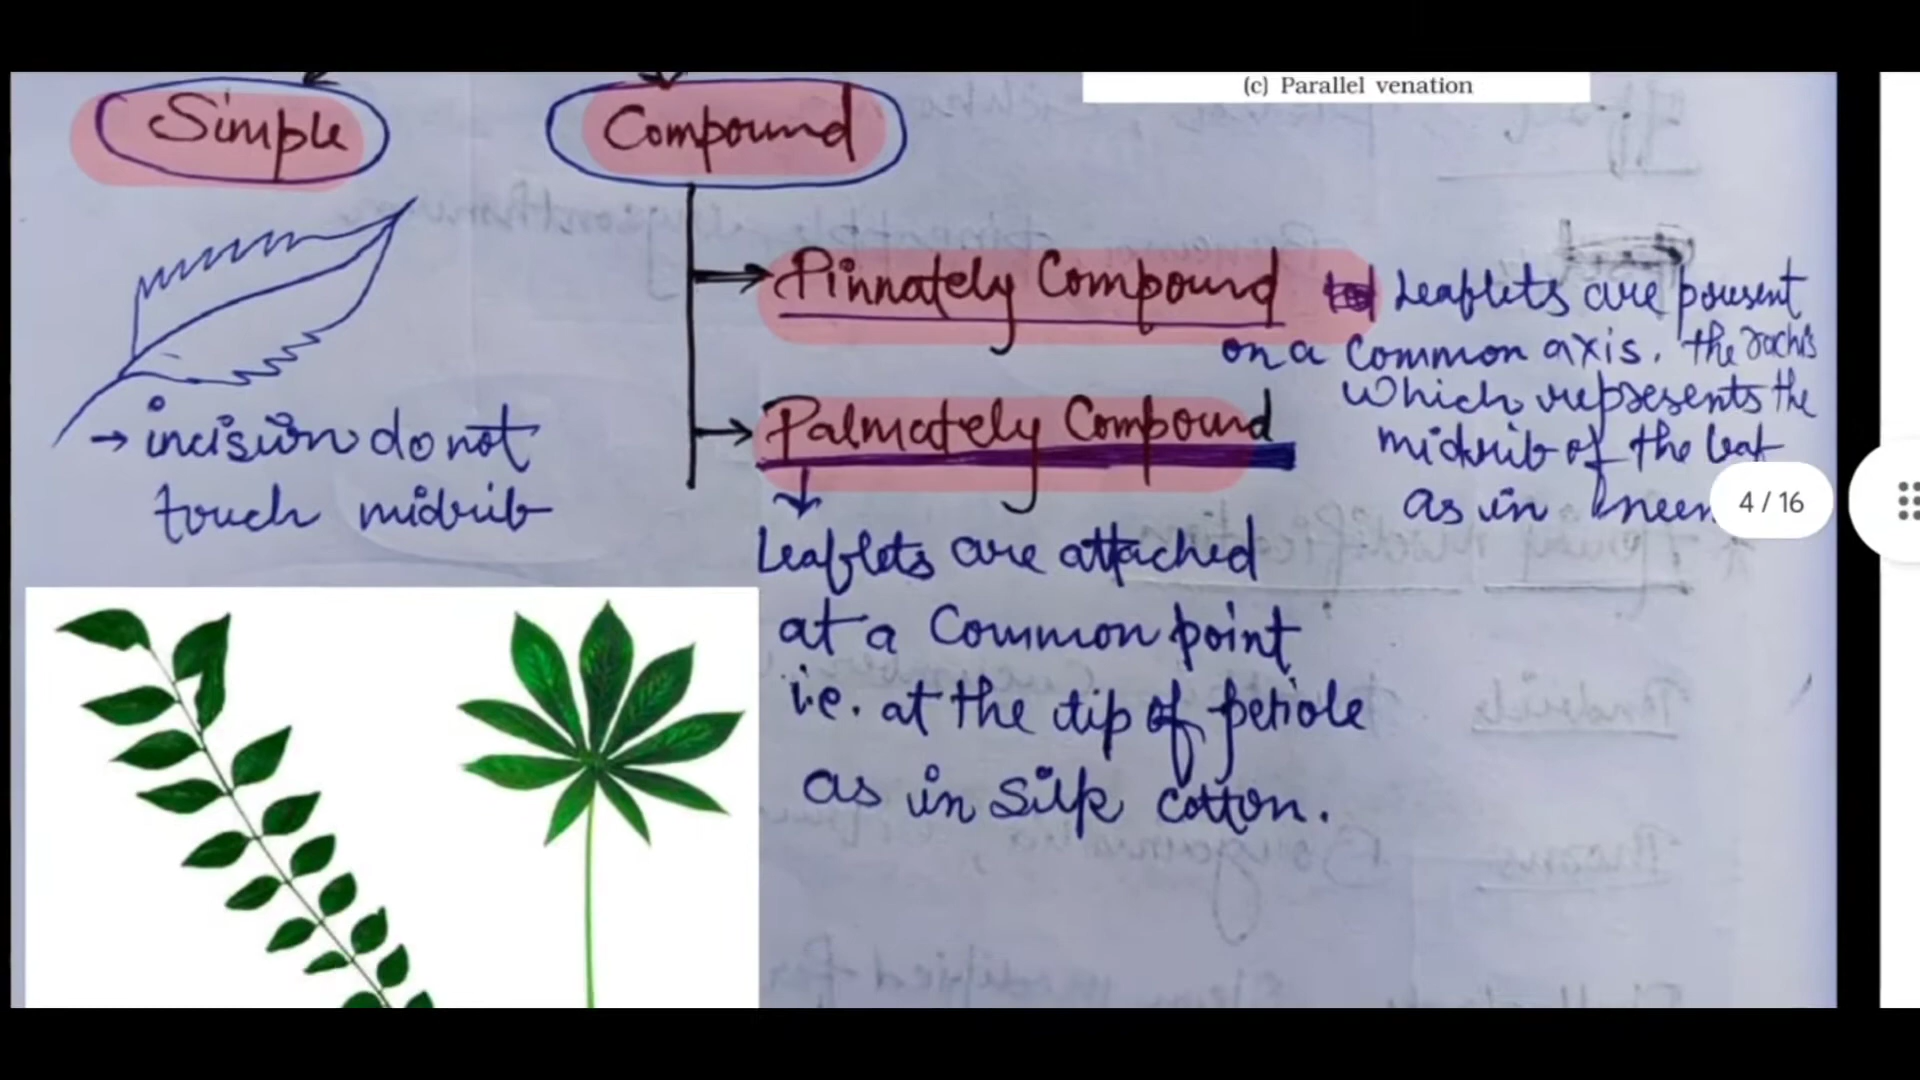 (c) Parallel venation
Simple
Compound
Pinnately Compound
Leaflets are present
on a common axis. the rachis
which represents the
midrib of the leaf
as in
4 / 16
→ incision do not
touch midrib
Palmately Compound
Leaflets are attached
at a Common point
i.e. at the tip of petiole
as in Silk cotton.